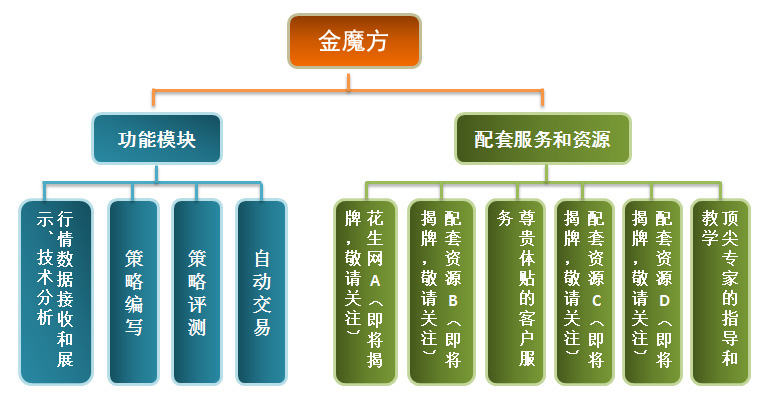 金魔方
功能模块
配套服务和资源
行情数据接收和展
示、技术分析
策略编写
策略评测
自动交易
花生网A（即将揭
牌，敬请关注）
配套资源B（即将
揭牌，敬请关注）
尊贵体贴的客户服
务
配套资源C（即将
揭牌，敬请关注）
配套资源D（即将
揭牌，敬请关注）
顶尖专家的指导和
教学